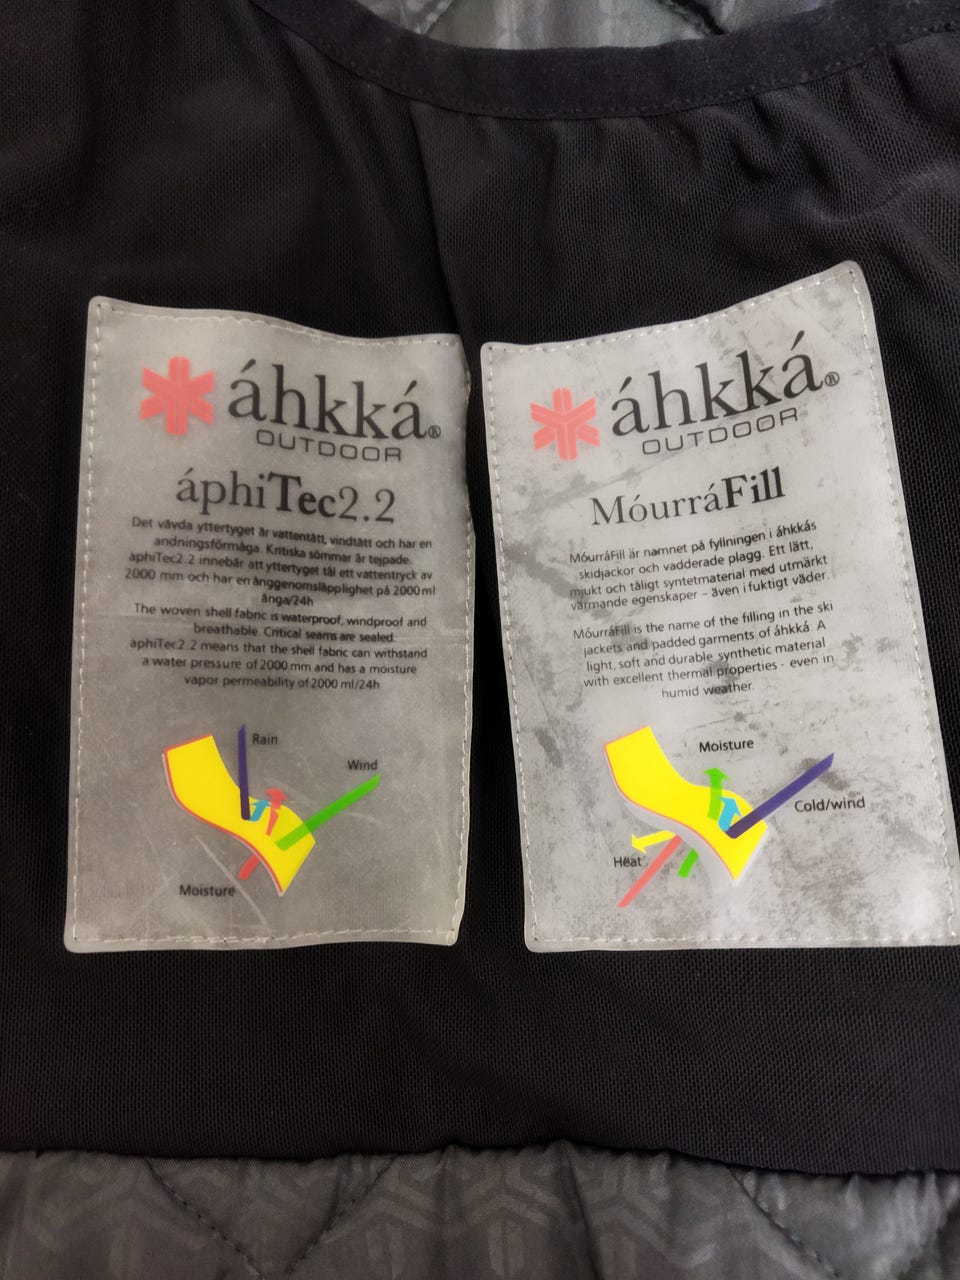 áhkká®
OUTDOOR
áphiTec2.2
Det vävda yttertyget är vattentätt, vindtätt och har en
andningsförmåga. Kritiska sömmar är tejpade.
aphiTec2.2 innebär att yttertyget tål ett vattentryck av
2000 mm och har en ånggenomsläpplighet på 2000 ml
ånga/24h
The woven shell fabric is waterproof, windproof and
breathable. Critical seams are sealed.
aphiTec2.2 means that the shell fabric can withstand
a water pressure of 2000 mm and has a moisture
vapor permeability of 2000 ml/24h
Rain
Wind
Moisture
áhkká®
OUTDOOR
MóurráFill
MóurráFill är namnet på fyllningen i áhkkás
skidjackor och vadderade plagg. Ett lätt,
mjukt och tåligt syntetmaterial med utmärkt
värmande egenskaper – även i fuktigt väder.
MóurráFill is the name of the filling in the ski
jackets and padded garments of áhkká. A
light, soft and durable synthetic material
with excellent thermal properties - even in
humid weather.
Moisture
Cold/wind
Heat